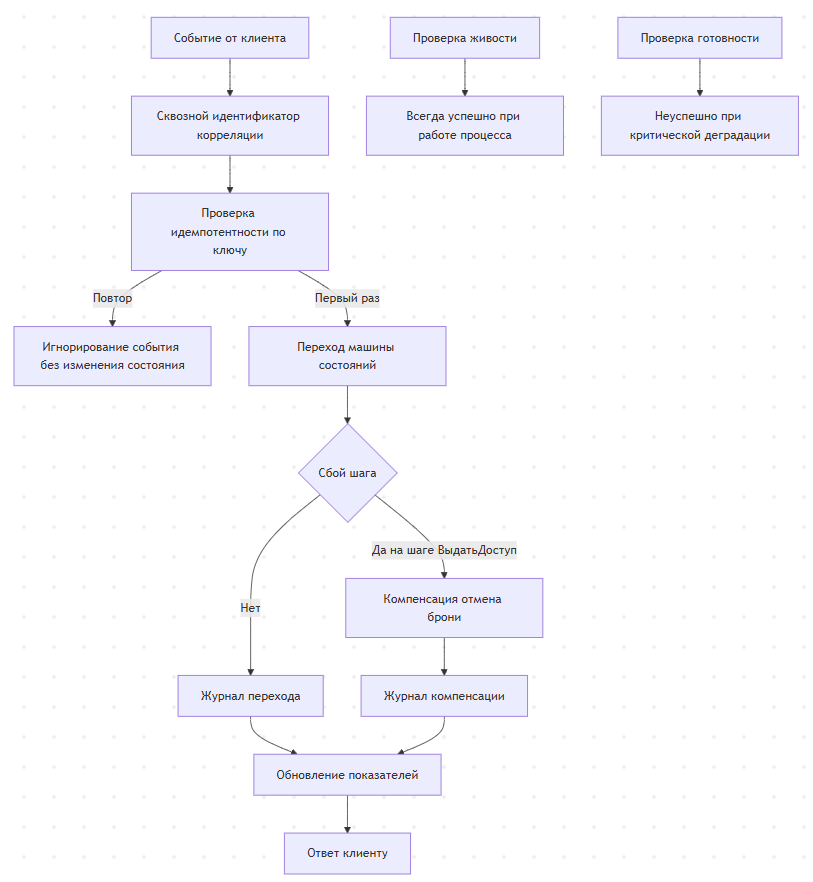 Событие от клиента
Проверка живости
Проверка готовности
Сквозной идентификатор
корреляции
Всегда успешно при
работе процесса
Неуспешно при
критической деградации
Проверка
идемпотентности по
ключу
Повтор
Первый раз
Игнорирование события
без изменения состояния
Переход машины
состояний
Сбой шага
Да на шаге ВыдатьДоступ
Компенсация отмена
брони
Нет
Журнал перехода
Журнал компенсации
Обновление показателей
Ответ клиенту